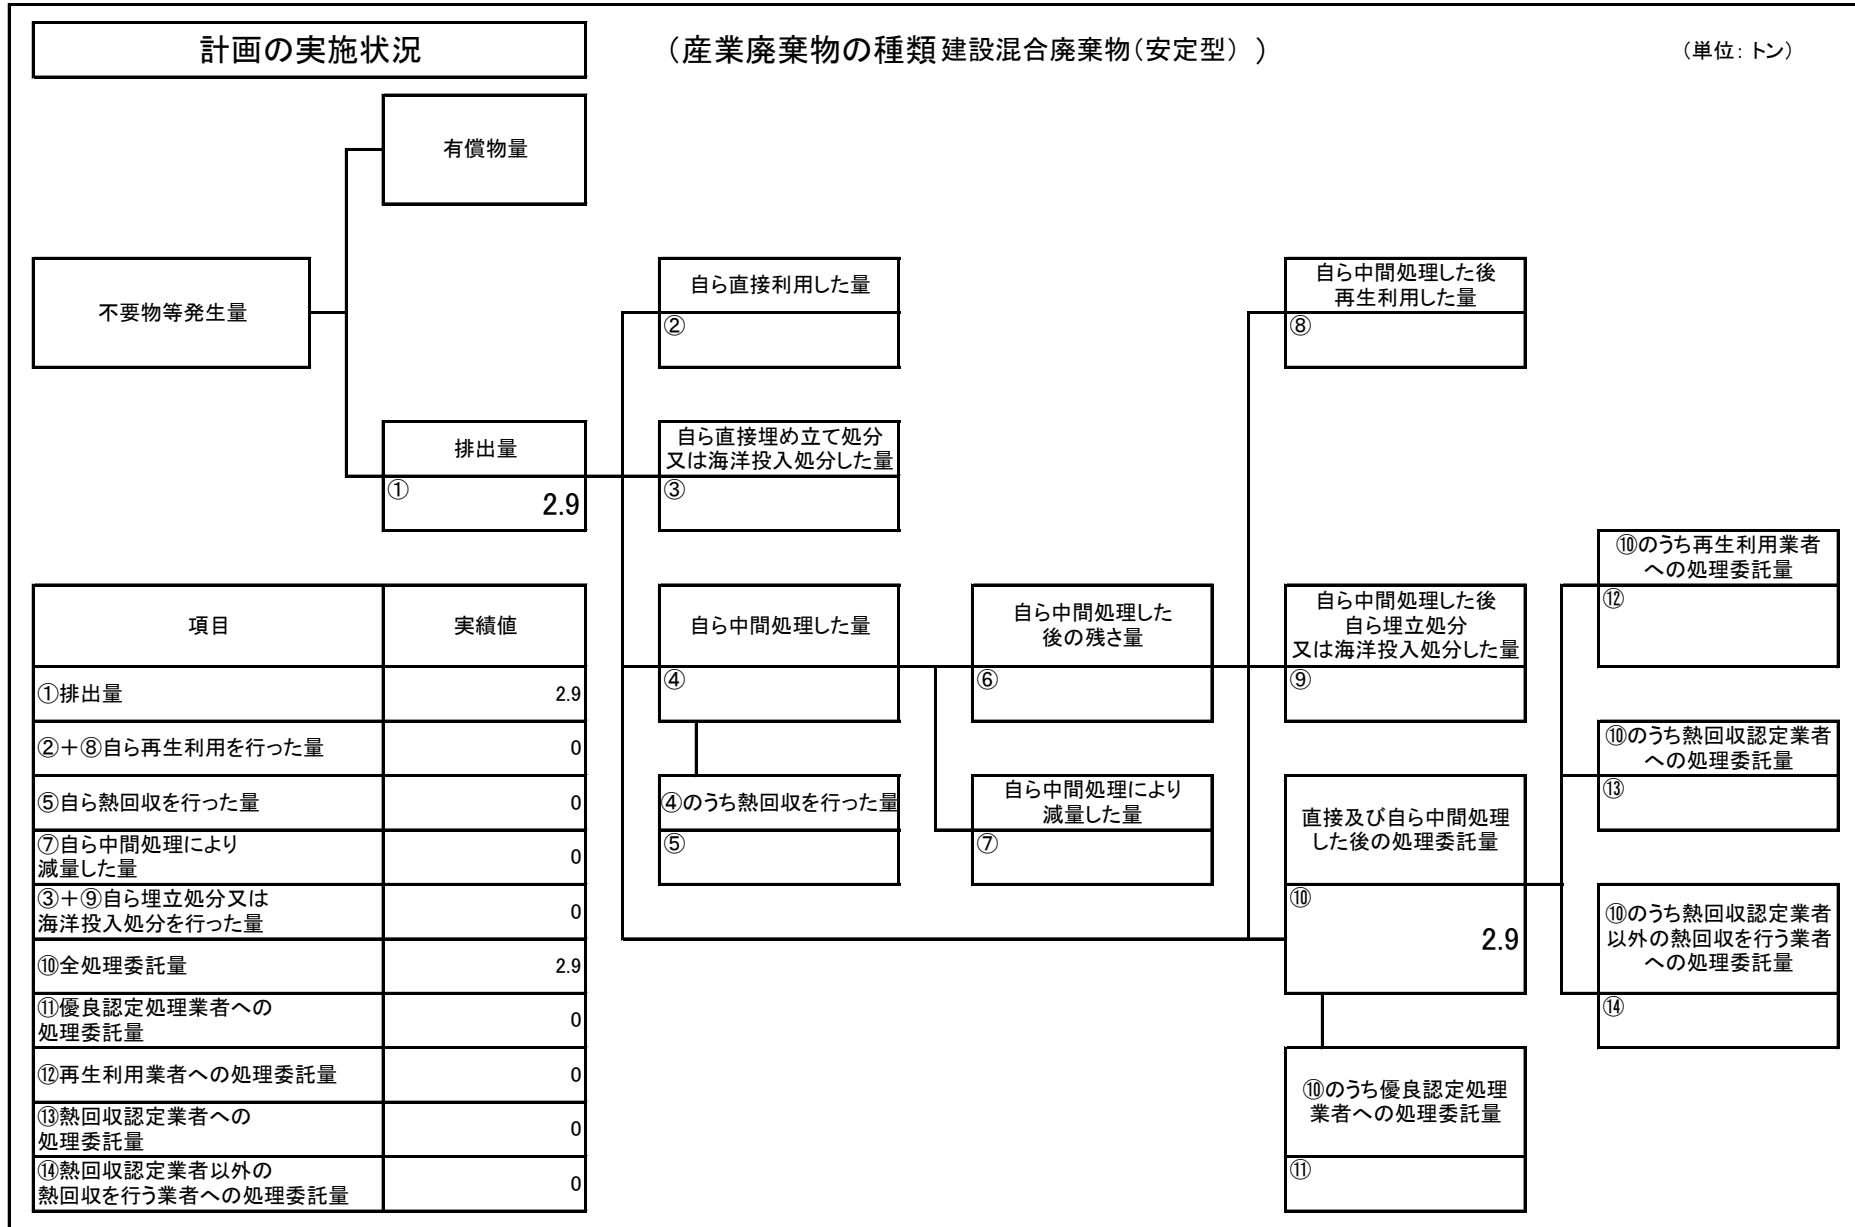 計画の実施状況
（産業廃棄物の種類 建設混合廃棄物（安定型） ）
（単位：トン）
有償物量
不要物等発生量
自ら直接利用した量
②
自ら中間処理した後
再生利用した量
⑧
排出量
①
2.9
自ら直接埋め立て処分
又は海洋投入処分した量
③
⑩のうち再生利用業者
への処理委託量
⑫
自ら中間処理した量
④
自ら中間処理した
後の残さ量
⑥
自ら中間処理した後
自ら埋立処分
又は海洋投入処分した量
⑨
⑩のうち熱回収認定業者
への処理委託量
⑬
④のうち熱回収を行った量
⑤
自ら中間処理により
減量した量
⑦
直接及び自ら中間処理
した後の処理委託量
⑩
2.9
⑩のうち熱回収認定業者
以外の熱回収を行う業者
への処理委託量
⑭
⑩のうち優良認定処理
業者への処理委託量
⑪
項目 実績値
①排出量 2.9
②＋⑧自ら再生利用を行った量 0
⑤自ら熱回収を行った量 0
⑦自ら中間処理により
減量した量 0
③＋⑨自ら埋立処分又は
海洋投入処分を行った量 0
⑩全処理委託量 2.9
⑪優良認定処理業者への
処理委託量 0
⑫再生利用業者への処理委託量 0
⑬熱回収認定業者への
処理委託量 0
⑭熱回収認定業者以外の
熱回収を行う業者への処理委託量 0